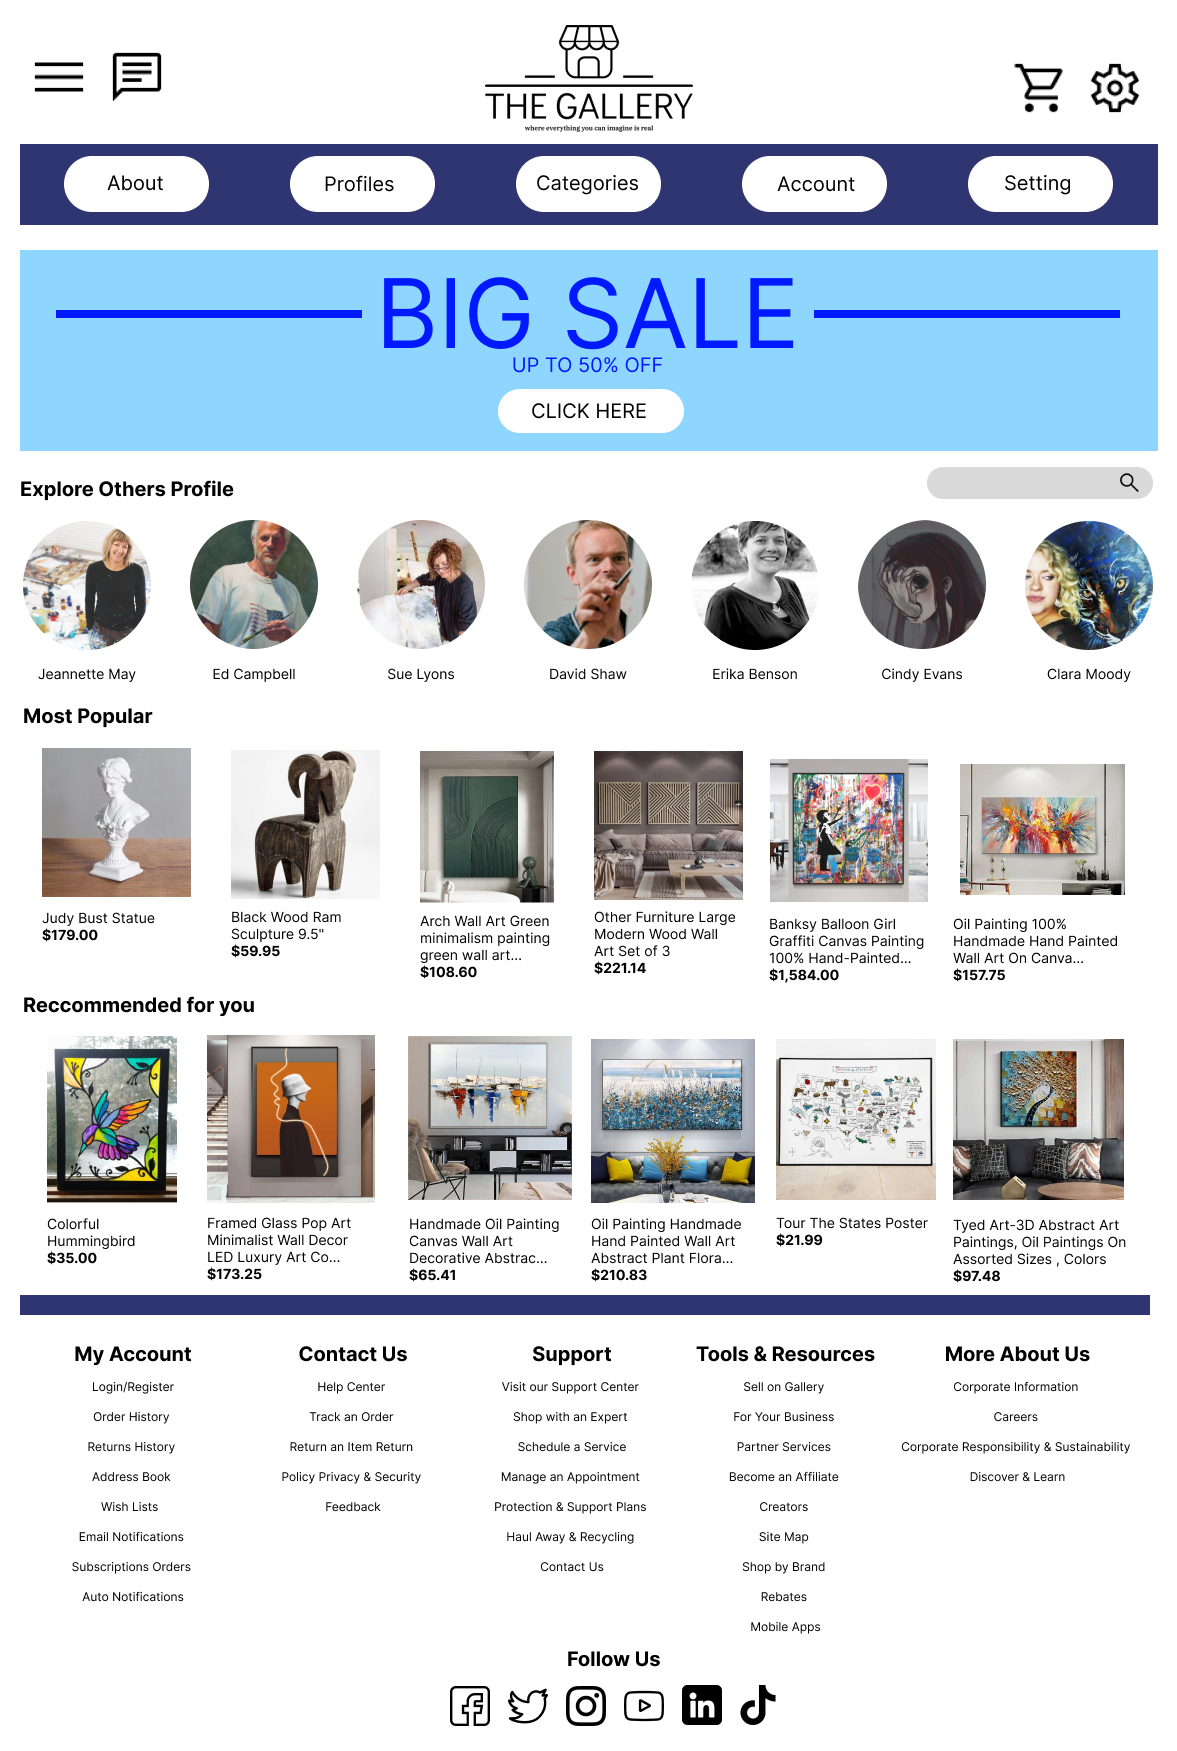 THE GALLERY
where everything you can imagine is real
About
Profiles
Categories
Account
Setting
BIG SALE
UP TO 50% OFF
CLICK HERE
Explore Others Profile
Jeannette May
Ed Campbell
Sue Lyons
David Shaw
Erika Benson
Cindy Evans
Clara Moody
Most Popular
Judy Bust Statue
$179.00
Black Wood Ram
Sculpture 9.5"
$59.95
Arch Wall Art Green
minimalism painting
green wall art...
$108.60
Other Furniture Large
Modern Wood Wall
Art Set of 3
$221.14
Banksy Balloon Girl
Graffiti Canvas Painting
100% Hand-Painted...
$1,584.00
Oil Painting 100%
Handmade Hand Painted
Wall Art On Canva...
$157.75
Reccommended for you
Colorful
Hummingbird
$35.00
Framed Glass Pop Art
Minimalist Wall Decor
LED Luxury Art Co...
$173.25
Handmade Oil Painting
Canvas Wall Art
Decorative Abstrac...
$65.41
Oil Painting Handmade
Hand Painted Wall Art
Abstract Plant Flora...
$210.83
Tour The States Poster
$21.99
Tyed Art-3D Abstract Art
Paintings, Oil Paintings On
Assorted Sizes , Colors
$97.48
My Account
Login/Register
Order History
Returns History
Address Book
Wish Lists
Email Notifications
Subscriptions Orders
Auto Notifications
Contact Us
Help Center
Track an Order
Return an Item Return
Policy Privacy & Security
Feedback
Support
Visit our Support Center
Shop with an Expert
Schedule a Service
Manage an Appointment
Protection & Support Plans
Haul Away & Recycling
Contact Us
Tools & Resources
Sell on Gallery
For Your Business
Partner Services
Become an Affiliate
Creators
Site Map
Shop by Brand
Rebates
Mobile Apps
More About Us
Corporate Information
Careers
Corporate Responsibility & Sustainability
Discover & Learn
Follow Us